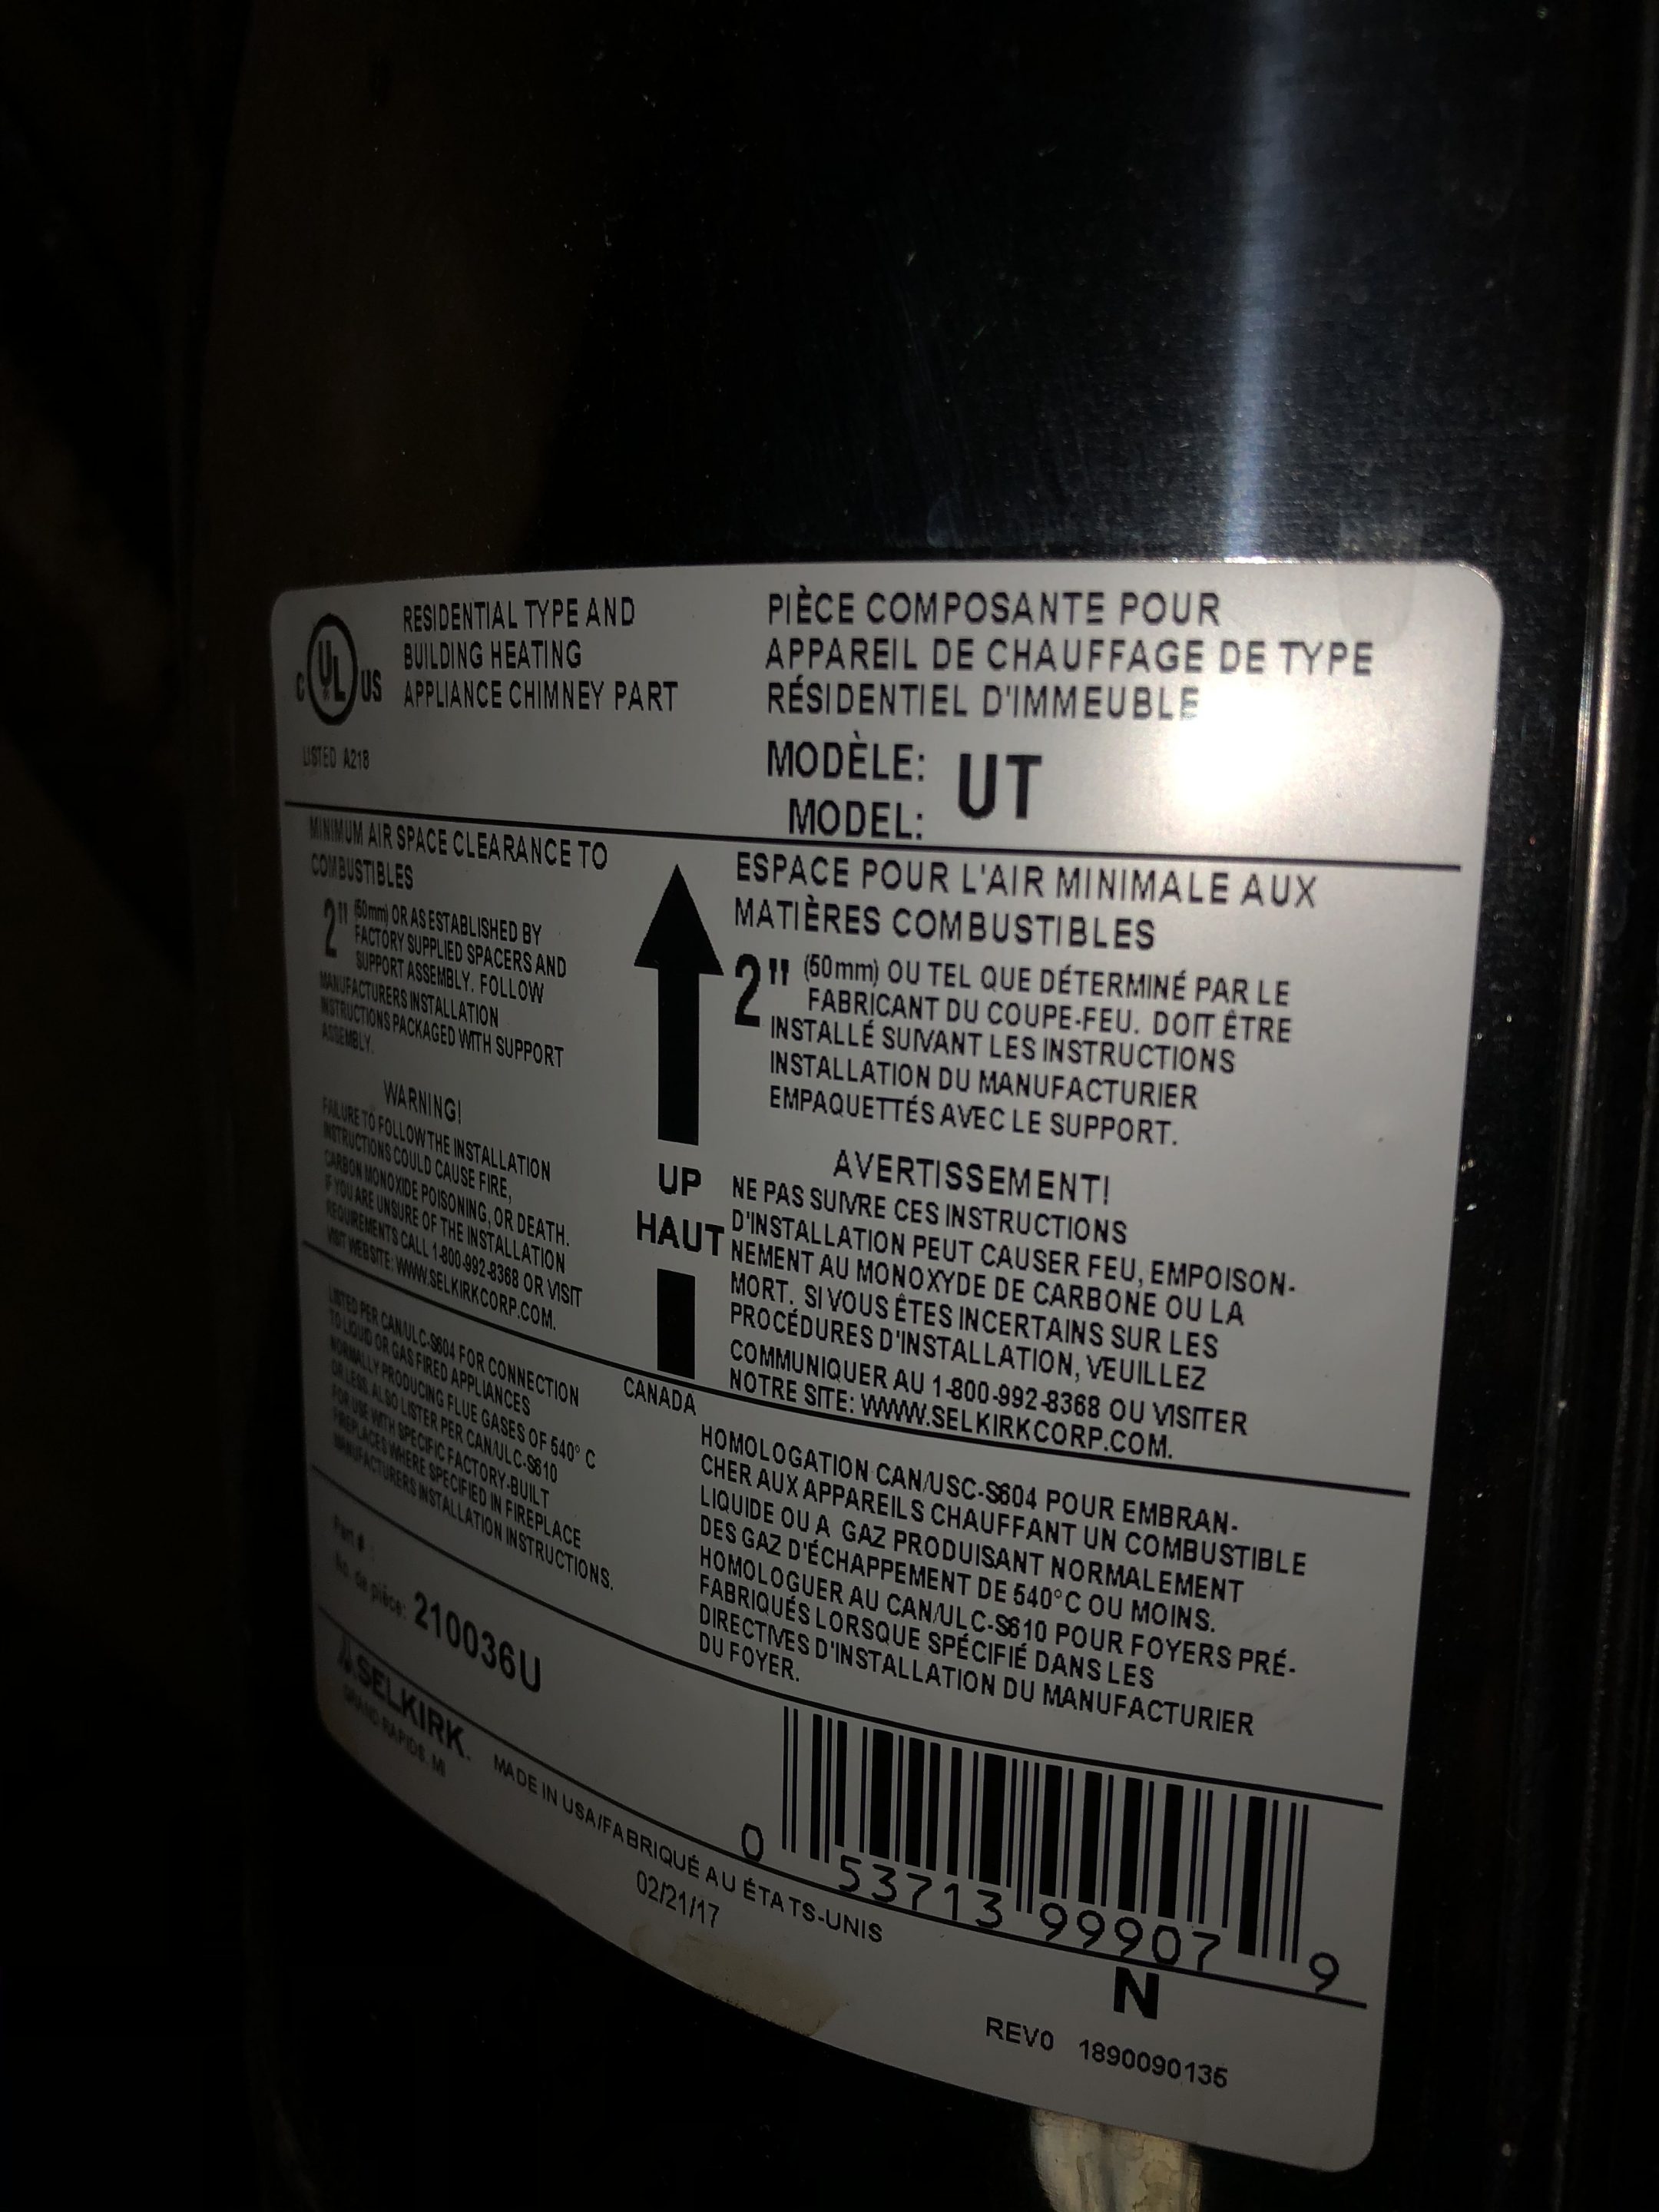 C UL US
LISTED A218
RESIDENTIAL TYPE AND
BUILDING HEATING
APPLIANCE CHIMNEY PART
PIÈCE COMPOSANTE POUR
APPAREIL DE CHAUFFAGE DE TYPE
RÉSIDENTIEL D'IMMEUBLE
MODÈLE: UT
MODEL:
MINIMUM AIR SPACE CLEARANCE TO
COMBUSTIBLES
2" (50mm) OR AS ESTABLISHED BY
FACTORY SUPPLIED SPACERS AND
SUPPORT ASSEMBLY. FOLLOW
MANUFACTURERS INSTALLATION
INSTRUCTIONS PACKAGED WITH SUPPORT
ASSEMBLY.
WARNING!
FAILURE TO FOLLOW THE INSTALLATION
INSTRUCTIONS COULD CAUSE FIRE,
CARBON MONOXIDE POISONING, OR DEATH.
IF YOU ARE UNSURE OF THE INSTALLATION
REQUIREMENTS CALL 1-800-992-8368 OR VISIT
VISIT WEBSITE: WWW.SELKIRKCORP.COM.
UP
HAUT
ESPACE POUR L'AIR MINIMALE AUX
MATIÈRES COMBUSTIBLES
2" (50mm) OU TEL QUE DÉTERMINÉ PAR LE
FABRICANT DU COUPE-FEU. DOIT ÊTRE
INSTALLÉ SUIVANT LES INSTRUCTIONS
INSTALLATION DU MANUFACTURIER
EMPAQUETTÉS AVEC LE SUPPORT.
AVERTISSEMENT!
NE PAS SUIVRE CES INSTRUCTIONS
D'INSTALLATION PEUT CAUSER FEU, EMPOISON-
NEMENT AU MONOXYDE DE CARBONE OU LA
MORT. SI VOUS ÊTES INCERTAINS SUR LES
PROCÉDURES D'INSTALLATION, VEUILLEZ
COMMUNIQUER AU 1-800-992-8368 OU VISITER
NOTRE SITE: WWW.SELKIRKCORP.COM.
CANADA
LISTED PER CAN/ULC-S604 FOR CONNECTION
TO LIQUID OR GAS FIRED APPLIANCES
NORMALLY PRODUCING FLUE GASES OF 540° C
OR LESS. ALSO LISTER PER CAN/ULC-S610
FOR USE WITH SPECIFIC FACTORY-BUILT
FIREPLACES WHERE SPECIFIED IN FIREPLACE
MANUFACTURERS INSTALLATION INSTRUCTIONS.
HOMOLOGATION CAN/USC-S604 POUR EMBRAN-
CHER AUX APPAREILS CHAUFFANT UN COMBUSTIBLE
LIQUIDE OU A GAZ PRODUISANT NORMALEMENT
DES GAZ D'ÉCHAPPEMENT DE 540°C OU MOINS.
HOMOLOGUER AU CAN/ULC-S610 POUR FOYERS PRÉ-
FABRIQUÉS LORSQUE SPÉCIFIÉ DANS LES
DIRECTIVES D'INSTALLATION DU MANUFACTURIER
DU FOYER.
Part # :
No. de pièce: 210036U
SELKIRK.
GRAND RAPIDS, MI
MADE IN USA/FABRIQUÉ AU ÉTATS-UNIS
02/21/17
0 53713 99907 9
N
REV0 1890090135